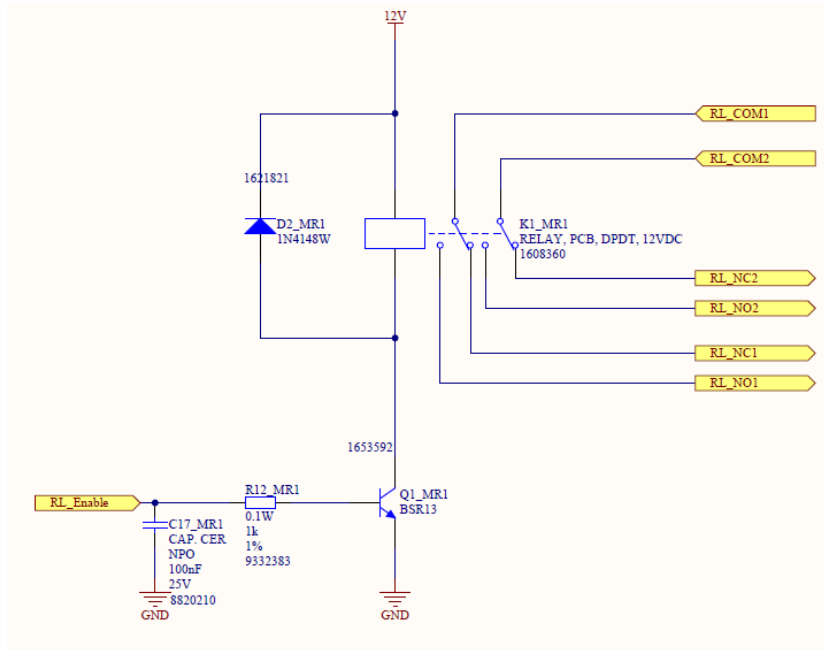 12V
RL_COM1
RL_COM2
1621821
D2_MR1
1N4148W
K1_MR1
RELAY, PCB, DPDT, 12VDC
1608360
RL_NC2
RL_NO2
RL_NC1
RL_NO1
1653592
RL_Enable
R12_MR1
0.1W
1k
1%
9332383
Q1_MR1
BSR13
C17_MR1
CAP. CER
NPO
100nF
25V
8820210
GND
GND